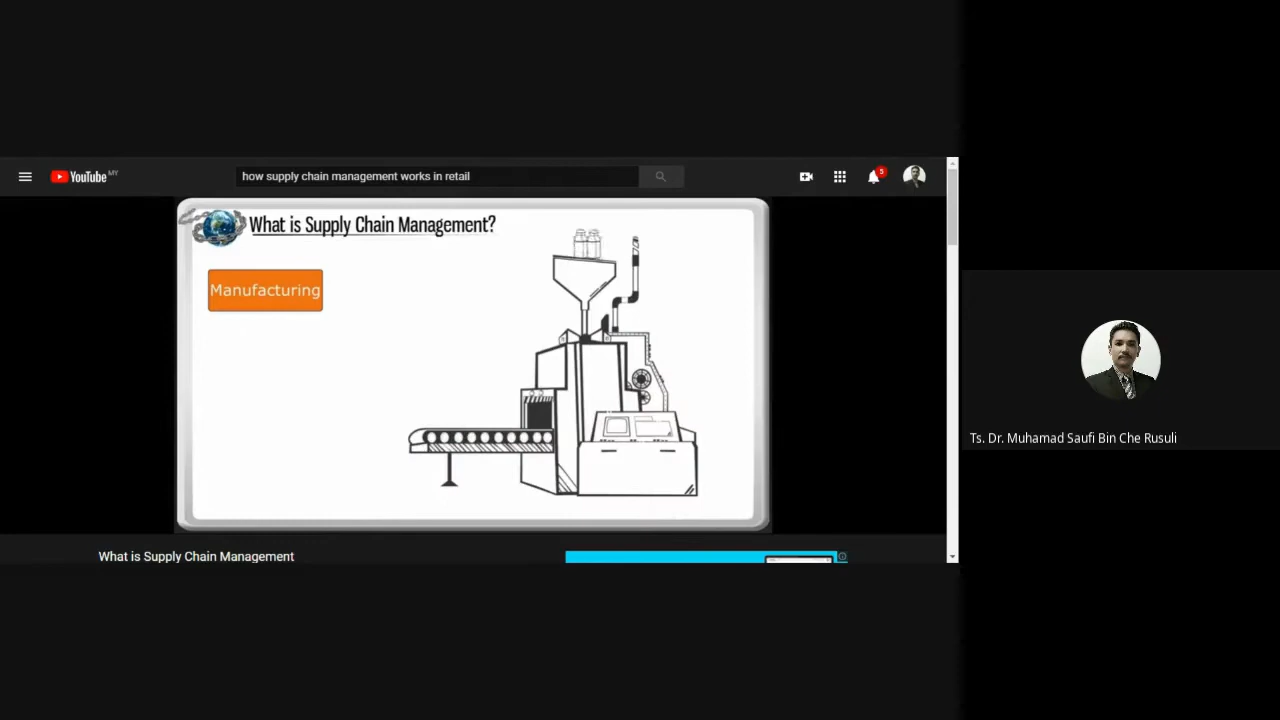 YouTube MY
how supply chain management works in retail
5
What is Supply Chain Management?
Manufacturing
Ts. Dr. Muhamad Saufi Bin Che Rusuli
What is Supply Chain Management